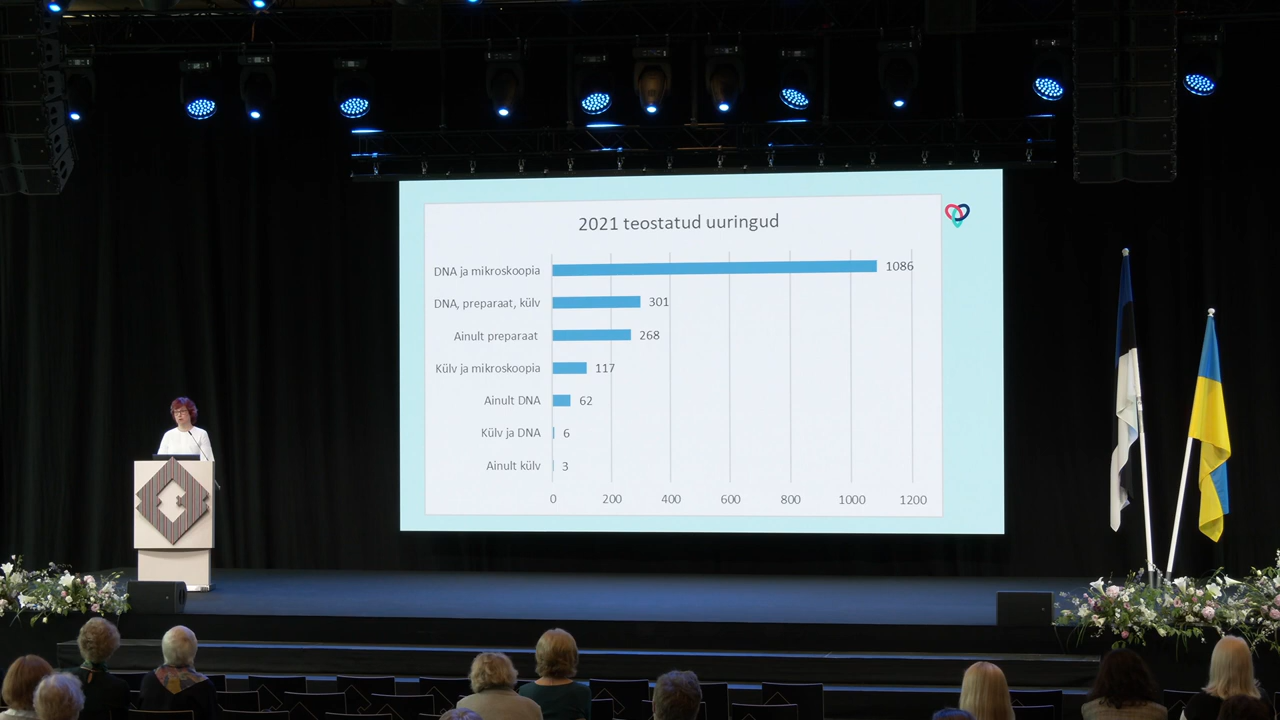 2021 teostatud uuringud
DNA ja mikroskoopia 1086
DNA, preparaat, külv 301
Ainult preparaat 268
Külv ja mikroskoopia 117
Ainult DNA 62
Külv ja DNA 6
Ainult külv 3
0 200 400 600 800 1000 1200